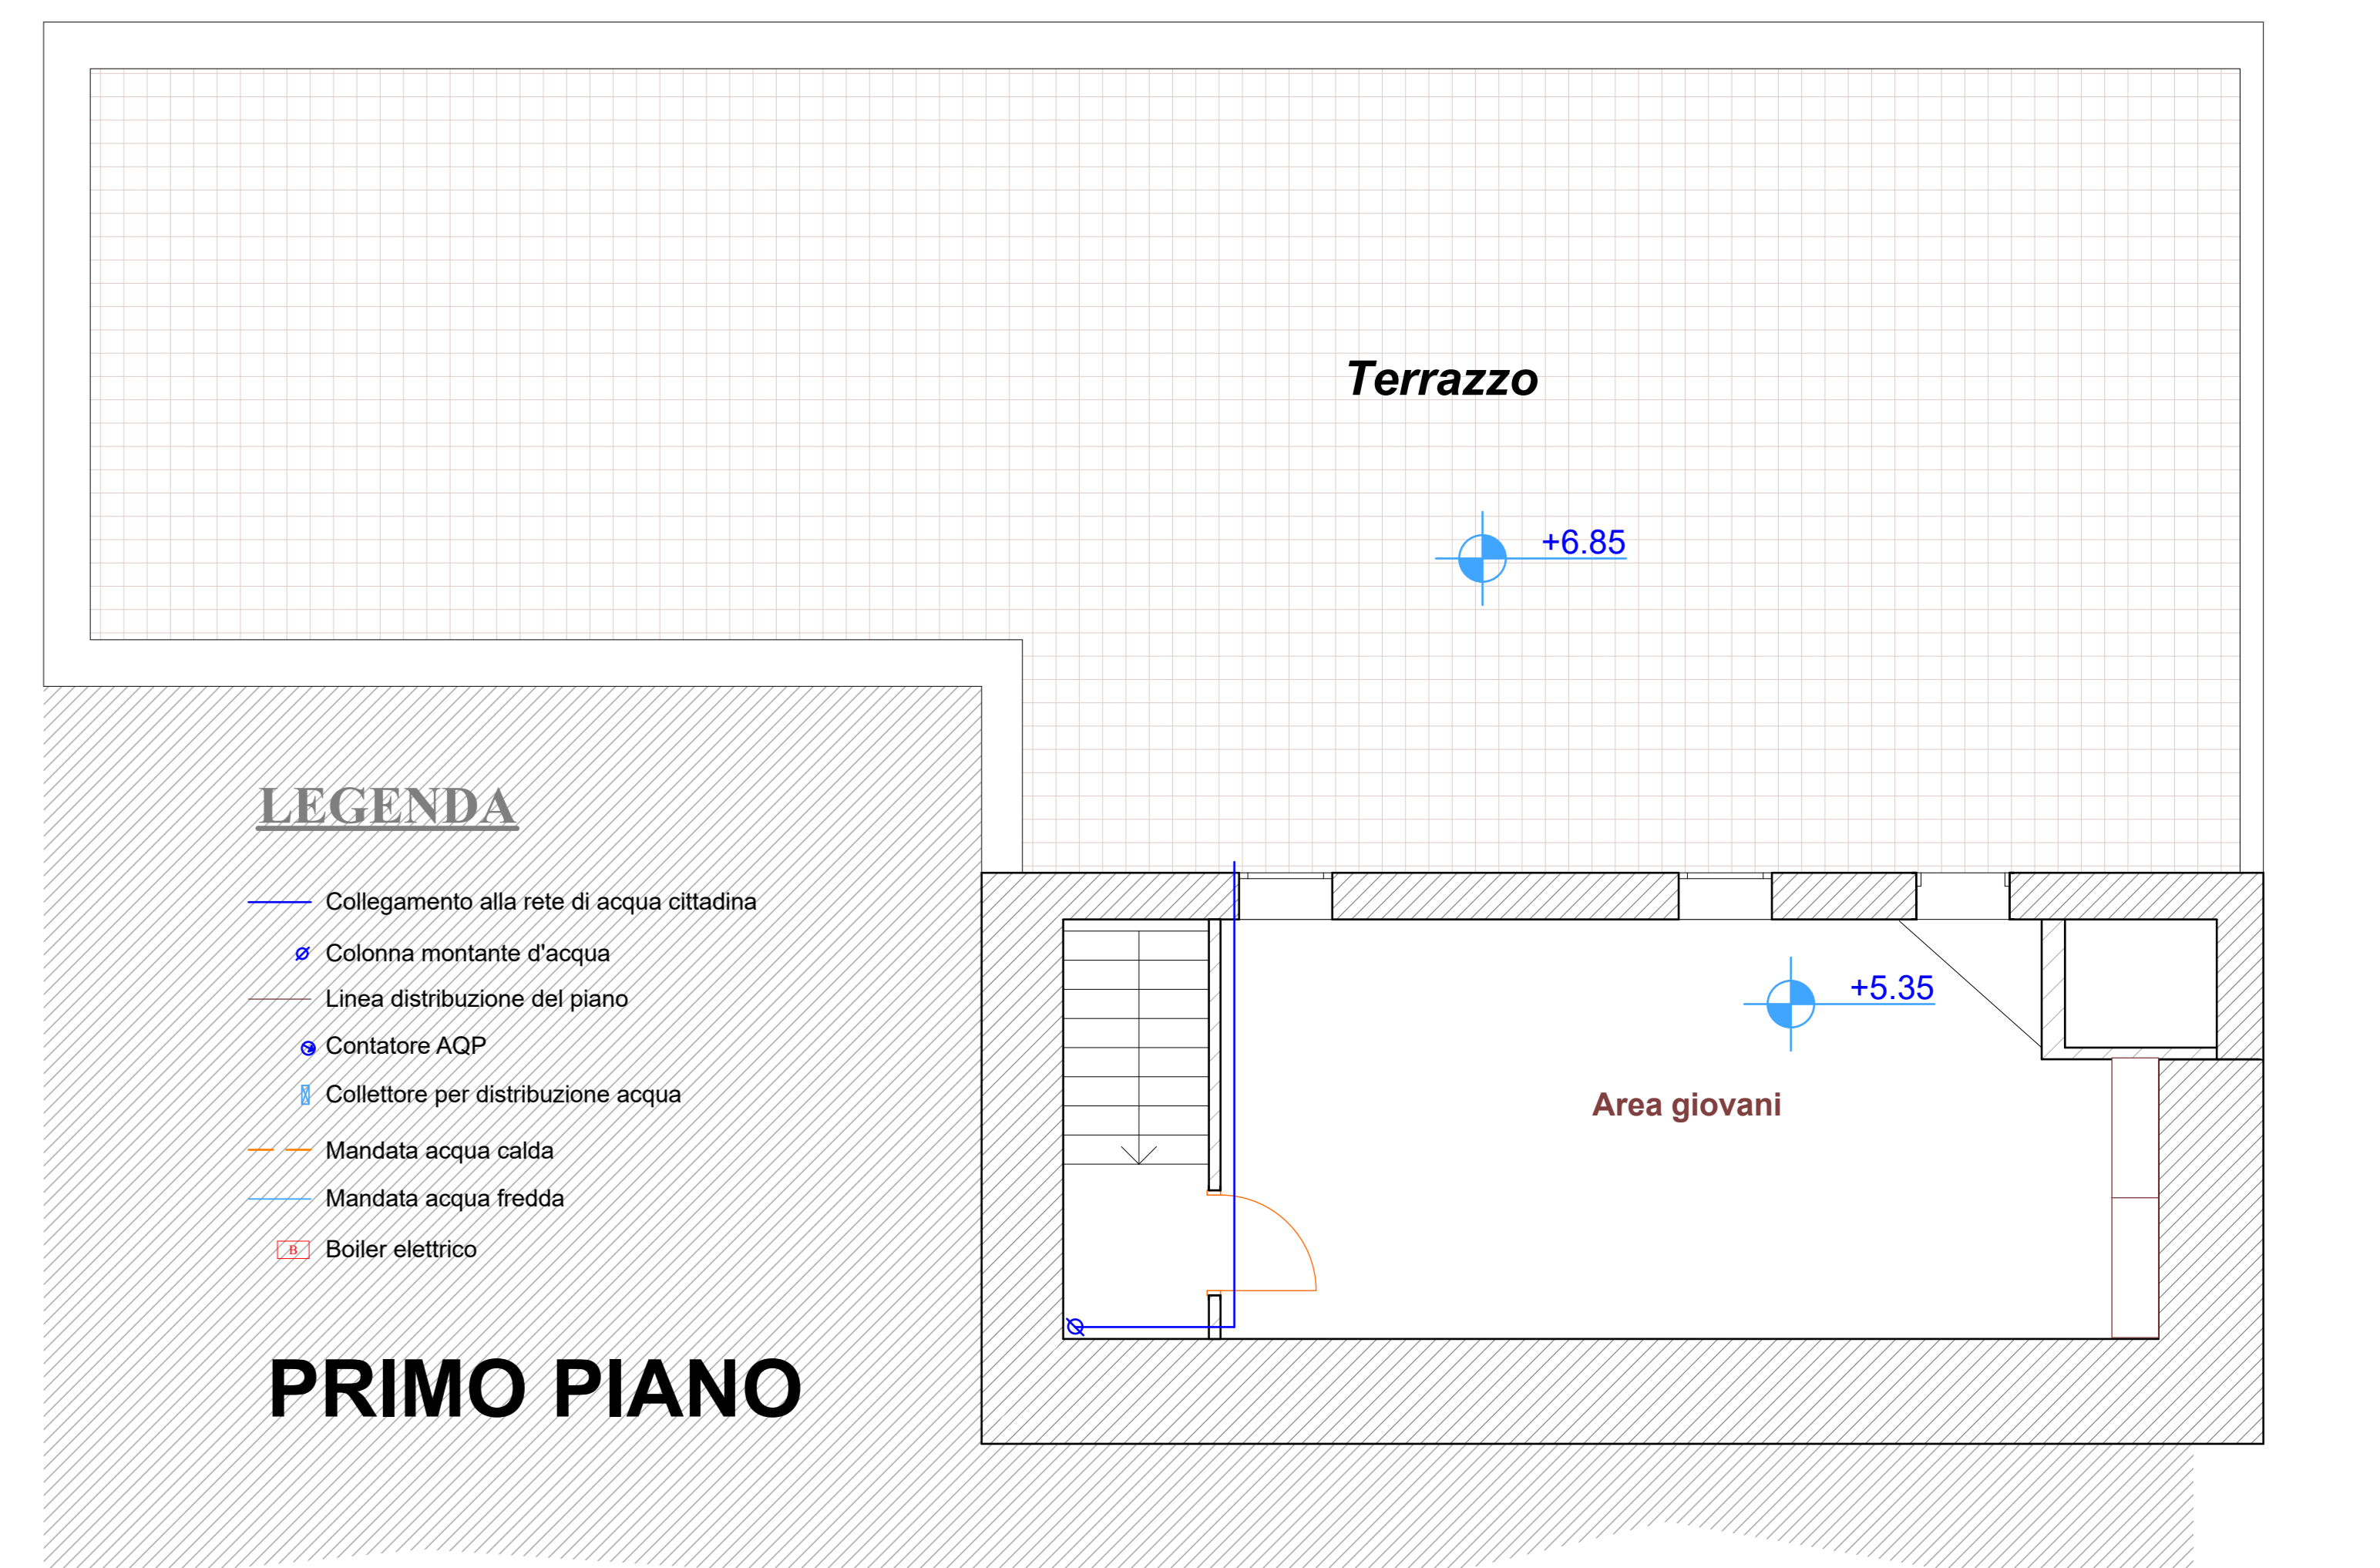 Terrazzo
+6.85
LEGENDA
Collegamento alla rete di acqua cittadina
Colonna montante d'acqua
Linea distribuzione del piano
Contatore AQP
Collettore per distribuzione acqua
Mandata acqua calda
Mandata acqua fredda
B Boiler elettrico
+5.35
Area giovani
PRIMO PIANO